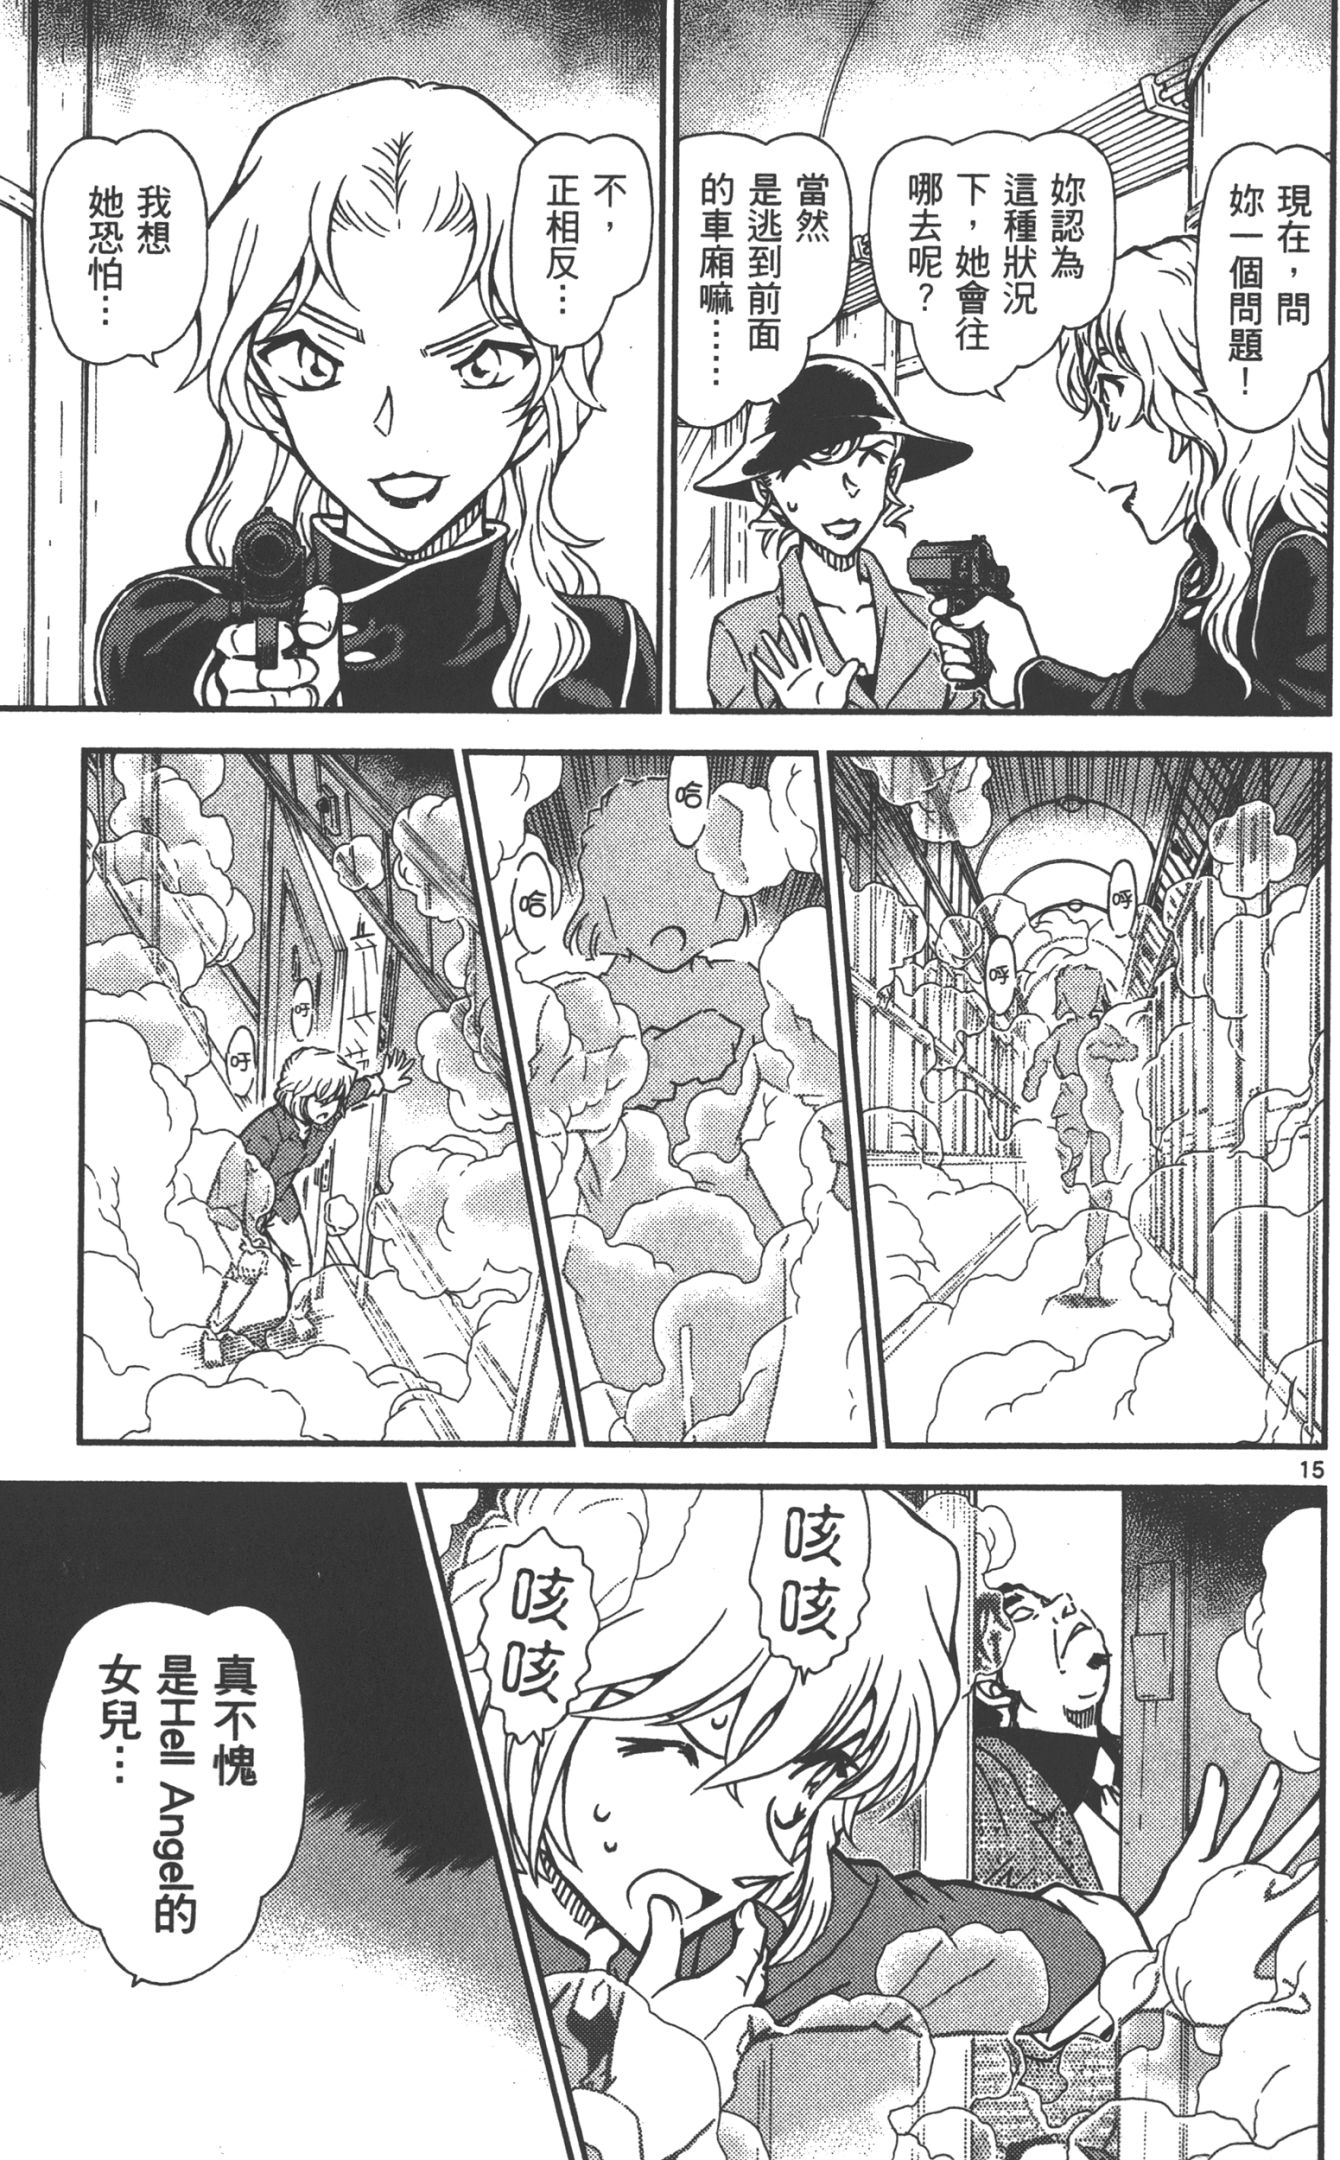 現在，問
妳一個問題！
妳認為
這種狀況
下，她會往
哪去呢？
當然
是逃到前面
的車廂嘛……
不，
正相反…
我想
她恐怕…
呼
呼
哈
哈
呼
呼
15
咳咳
咳咳
真不愧
是Hell Angel的
女兒…